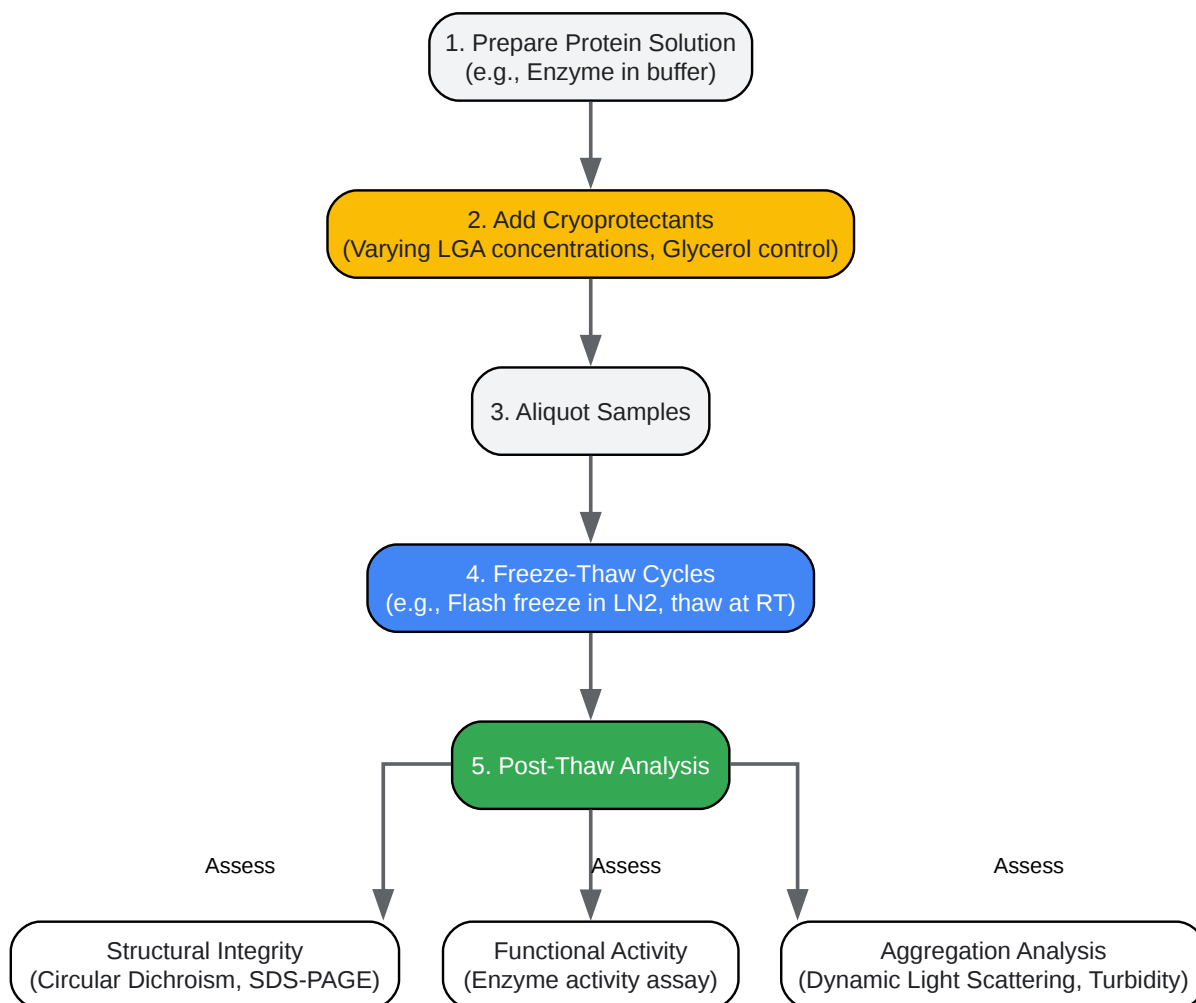 1. Prepare Protein Solution
(e.g., Enzyme in buffer)
2. Add Cryoprotectants
(Varying LGA concentrations, Glycerol control)
3. Aliquot Samples
4. Freeze-Thaw Cycles
(e.g., Flash freeze in LN2, thaw at RT)
5. Post-Thaw Analysis
Assess
Assess
Assess
Structural Integrity
(Circular Dichroism, SDS-PAGE)
Functional Activity
(Enzyme activity assay)
Aggregation Analysis
(Dynamic Light Scattering, Turbidity)